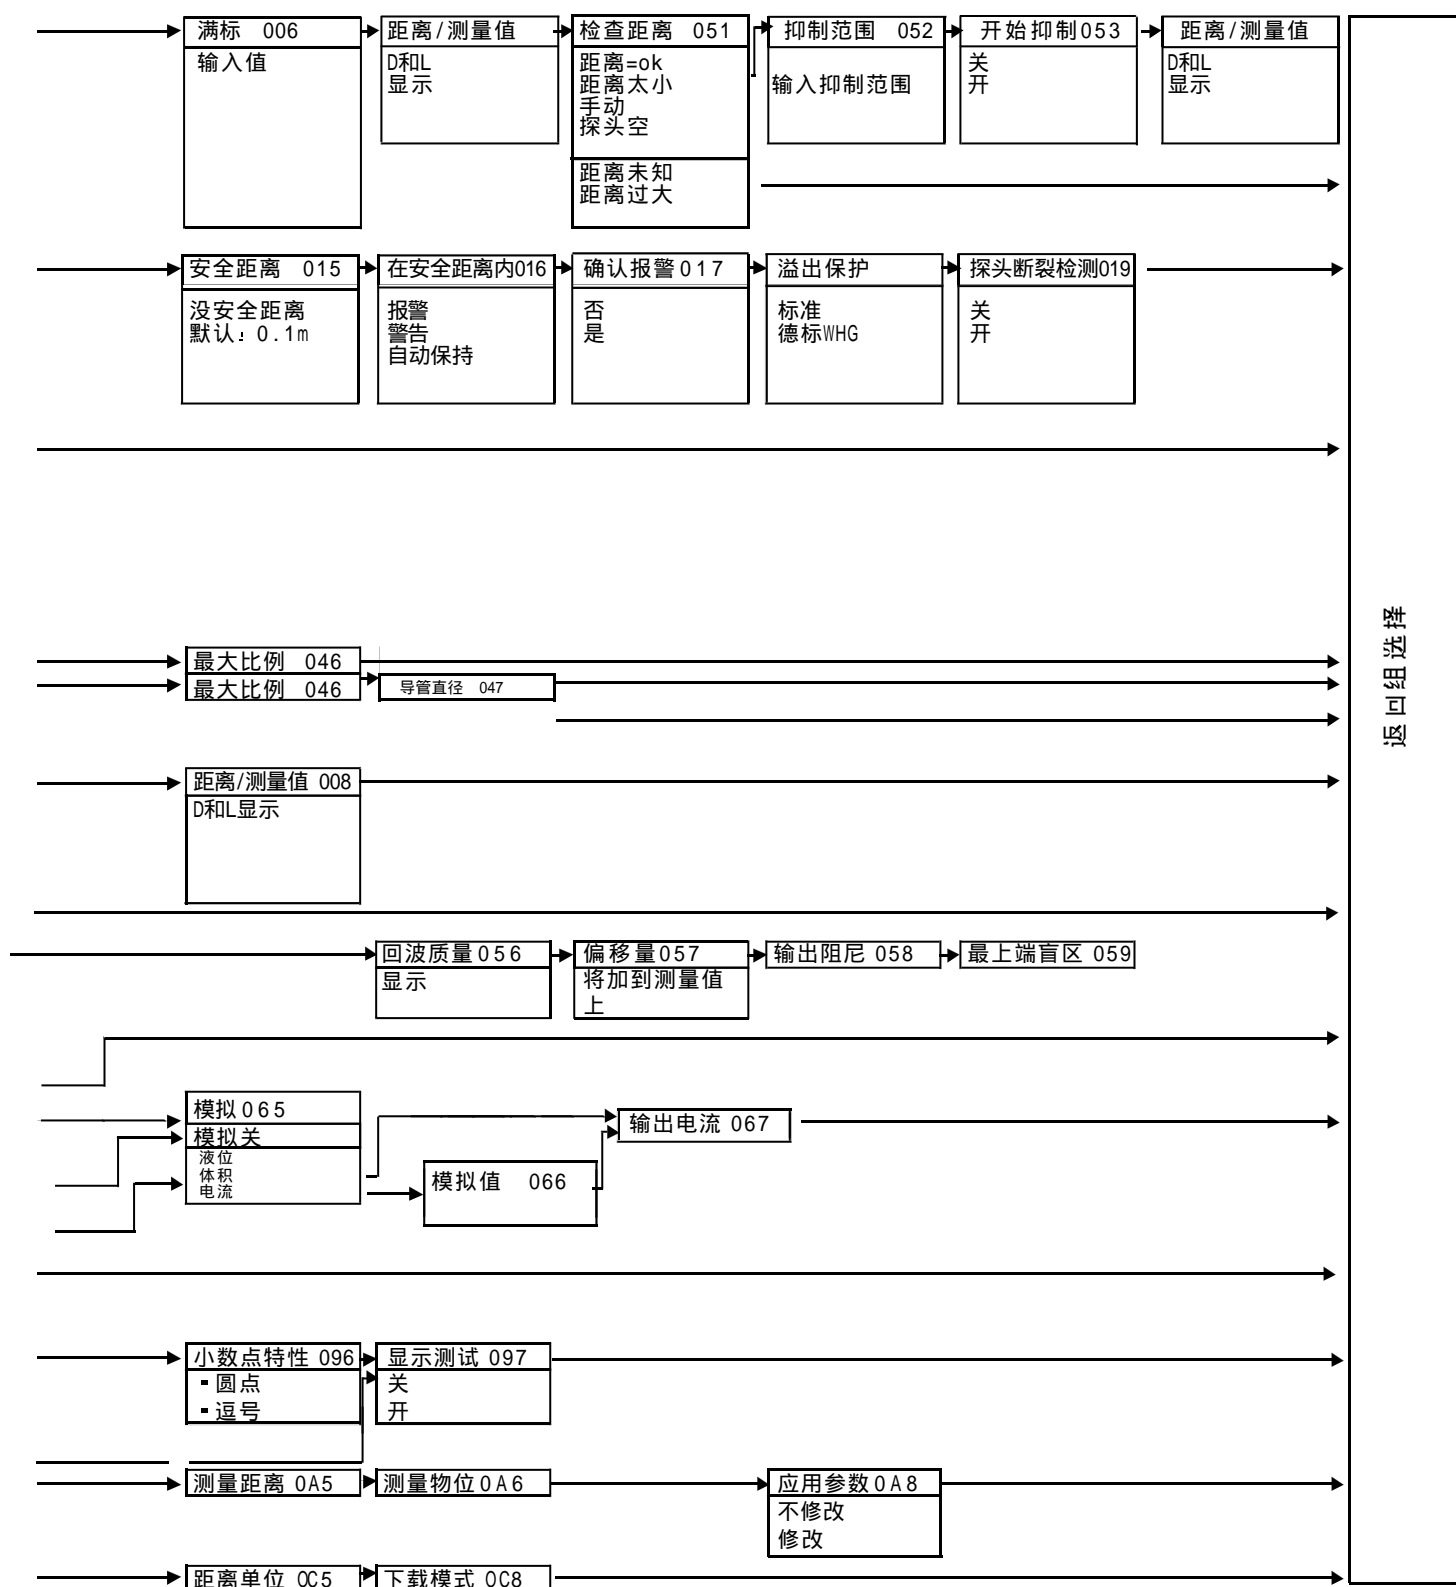 满标 006
输入值
距离/测量值
D和L
显示
检查距离 051
距离=ok
距离太小
手动
探头空
距离未知
距离过大
抑制范围 052
输入抑制范围
开始抑制053
关
开
距离/测量值
D和L
显示
安全距离 015
没安全距离
默认: 0.1m
在安全距离内016
报警
警告
自动保持
确认报警017
否
是
溢出保护
标准
德标WHG
探头断裂检测019
关
开
返回组选择
最大比例 046
最大比例 046
导管直径 047
距离/测量值 008
D和L显示
回波质量056
显示
偏移量057
将加到测量值
上
输出阻尼 058
最上端盲区 059
模拟065
模拟关
液位
体积
电流
模拟值 066
输出电流 067
小数点特性 096
▪圆点
▪逗号
显示测试 097
关
开
测量距离 0A5
测量物位0A6
应用参数0A8
不修改
修改
距离单位 0C5
下载模式 0C8